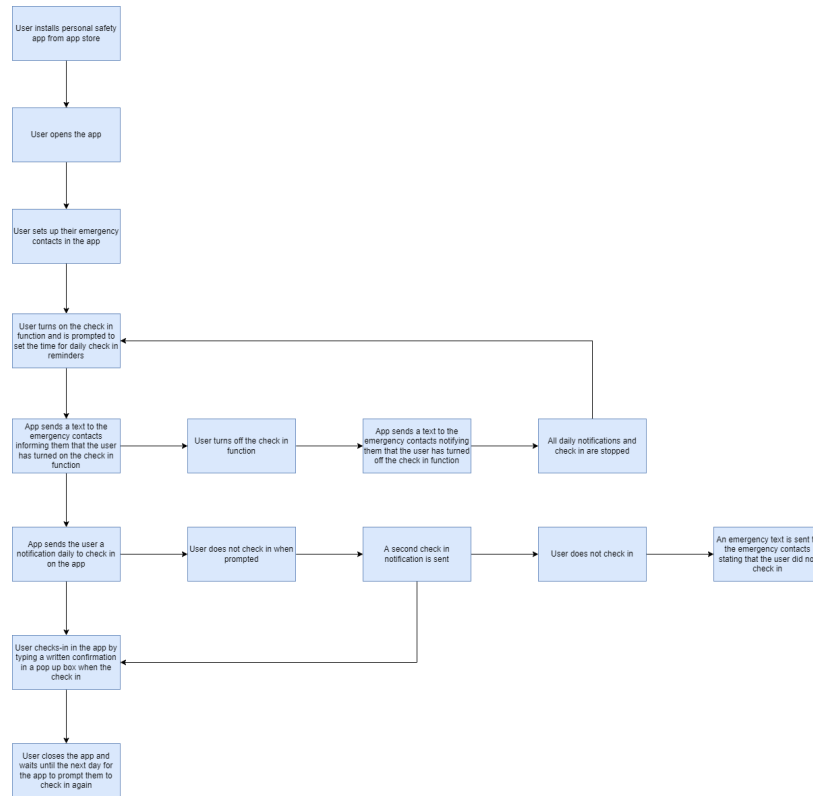 User installs personal safety
app from app store
User opens the app
User sets up their emergency
contacts in the app
User turns on the check in
function and is prompted to
set the time for daily check in
reminders
App sends a text to the
emergency contacts
informing them that the user
has turned on the check in
function
User turns off the check in
function
App sends a text to the
emergency contacts notifying
them that the user has turned
off the check in function
All daily notifications and
check in are stopped
App sends the user a
notification daily to check in
on the app
User does not check in when
prompted
A second check in
notification is sent
User does not check in
An emergency text is sent
the emergency contacts
stating that the user did
check in
User checks-in in the app by
typing a written confirmation
in a pop up box when the
check in
User closes the app and
waits until the next day for
the app to prompt them to
check in again